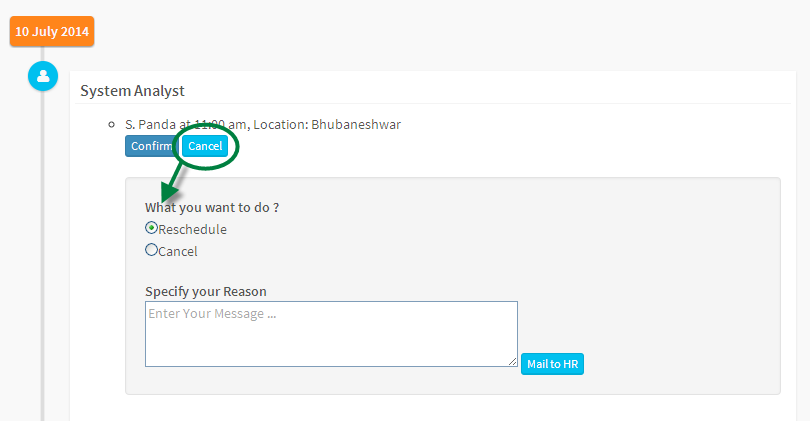 10 July 2014
System Analyst
S. Panda at 11:00 am, Location: Bhubaneshwar
Confirm Cancel
What you want to do ?
Reschedule
Cancel
Specify your Reason
Enter Your Message ...
Mail to HR